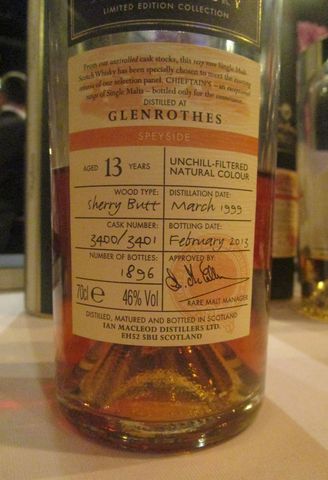 LIMITED EDITION COLLECTION
From our unrivalled cask stocks, this very rare Single Malt
Scotch Whisky has been specially chosen to meet the exacting
criteria of our selection panel. CHIEFTAIN'S – an exceptional
range of Single Malts – bottled only for the connoisseur.
DISTILLED AT
GLENROTHES
SPEYSIDE
AGED 13 YEARS
UNCHILL-FILTERED
NATURAL COLOUR
WOOD TYPE:
Sherry Butt
DISTILLATION DATE:
March 1999
CASK NUMBER:
3400/3401
BOTTLING DATE:
February 2013
NUMBER OF BOTTLES:
1896
APPROVED BY:
70cl e 46% Vol
RARE MALT MANAGER
DISTILLED, MATURED AND BOTTLED IN SCOTLAND
IAN MACLEOD DISTILLERS LTD.
EH52 5BU SCOTLAND